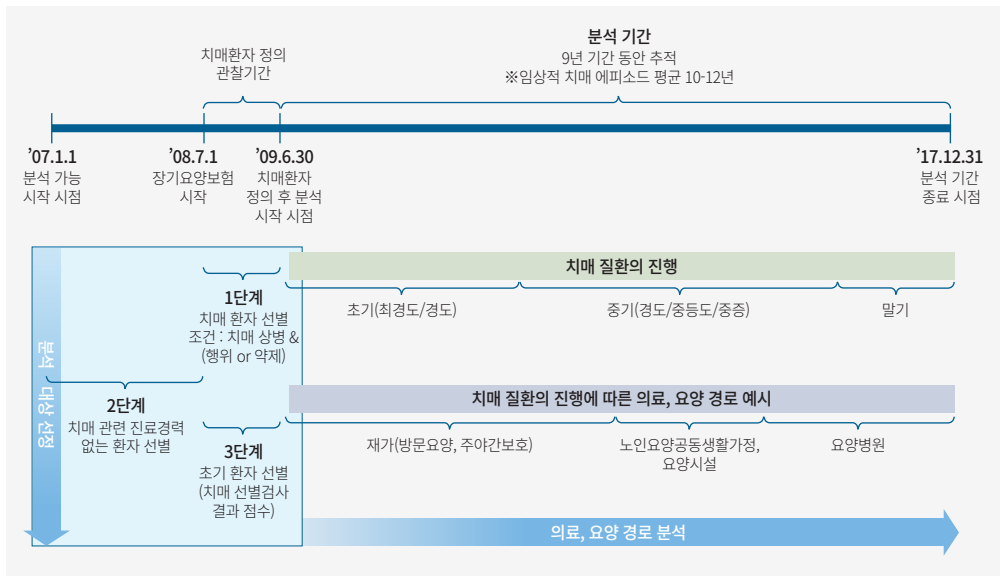 분석 기간
9년 기간 동안 추적
※임상적 치매 에피소드 평균 10-12년
치매환자 정의
관찰기간
’07.1.1
분석 가능
시작 시점
’08.7.1
장기요양보험
시작
’09.6.30
치매환자
정의 후 분석
시작 시점
’17.12.31
분석 기간
종료 시점
분석 대상 선정
1단계
치매 환자 선별
조건 : 치매 상병 &
(행위 or 약제)
2단계
치매 관련 진료경력
없는 환자 선별
3단계
초기 환자 선별
(치매 선별검사
결과 점수)
치매 질환의 진행
초기(최경도/경도)
중기(경도/중등도/중증)
말기
치매 질환의 진행에 따른 의료, 요양 경로 예시
재가(방문요양, 주야간보호)
노인요양공동생활가정,
요양시설
요양병원
의료, 요양 경로 분석